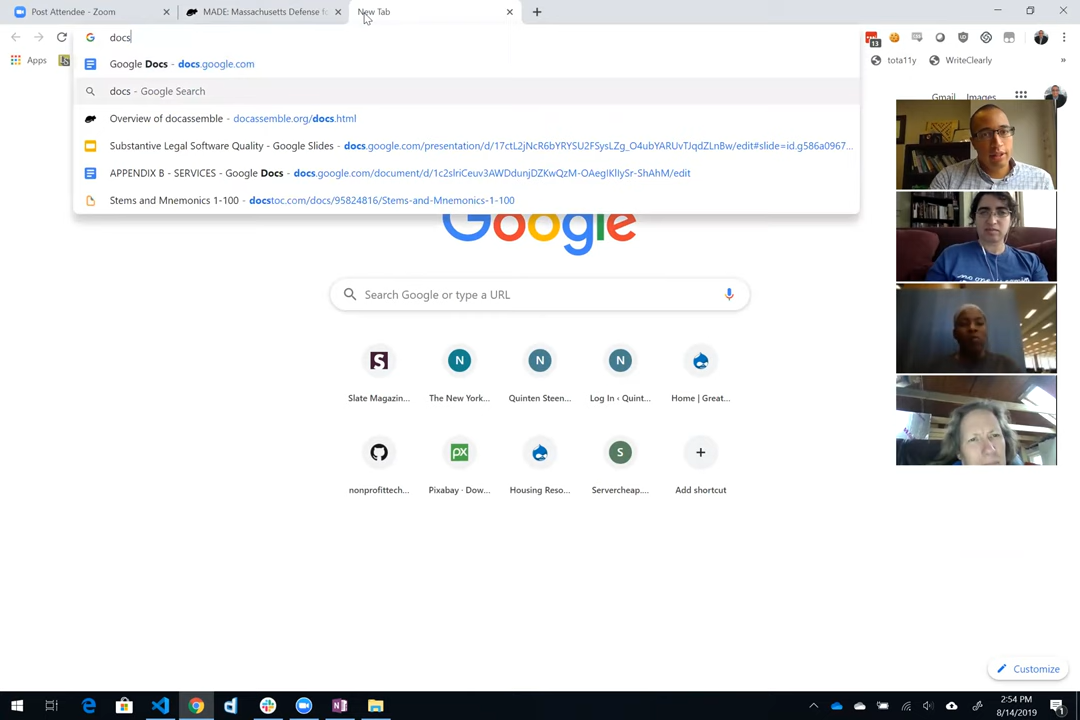 Post Attendee - Zoom
MADE: Massachusetts Defense fo
New Tab
docs
13
Apps
tota11y
WriteClearly
»
Google Docs - docs.google.com
docs - Google Search
Overview of docassemble - docassemble.org/docs.html
Substantive Legal Software Quality - Google Slides - docs.google.com/presentation/d/17ctL2jNcR6bYRYSU2FSysLZg_O4ubYARUvTJqdZLnBw/edit#slide=id.g586a0967...
APPENDIX B - SERVICES - Google Docs - docs.google.com/document/d/1c2slriCeuv3AWDdunjDZKwQzM-OAegIKIIySr-ShAhM/edit
Stems and Mnemonics 1-100 - docstoc.com/docs/95824816/Stems-and-Mnemonics-1-100
Gmail Images
Google
Search Google or type a URL
S N N N
Slate Magazin... The New York... Quinten Steen... Log In ‹ Quint... Home | Great...
px S
nonprofittech... Pixabay · Dow... Housing Reso... Servercheap.... Add shortcut
Customize
2:54 PM
8/14/2019
1